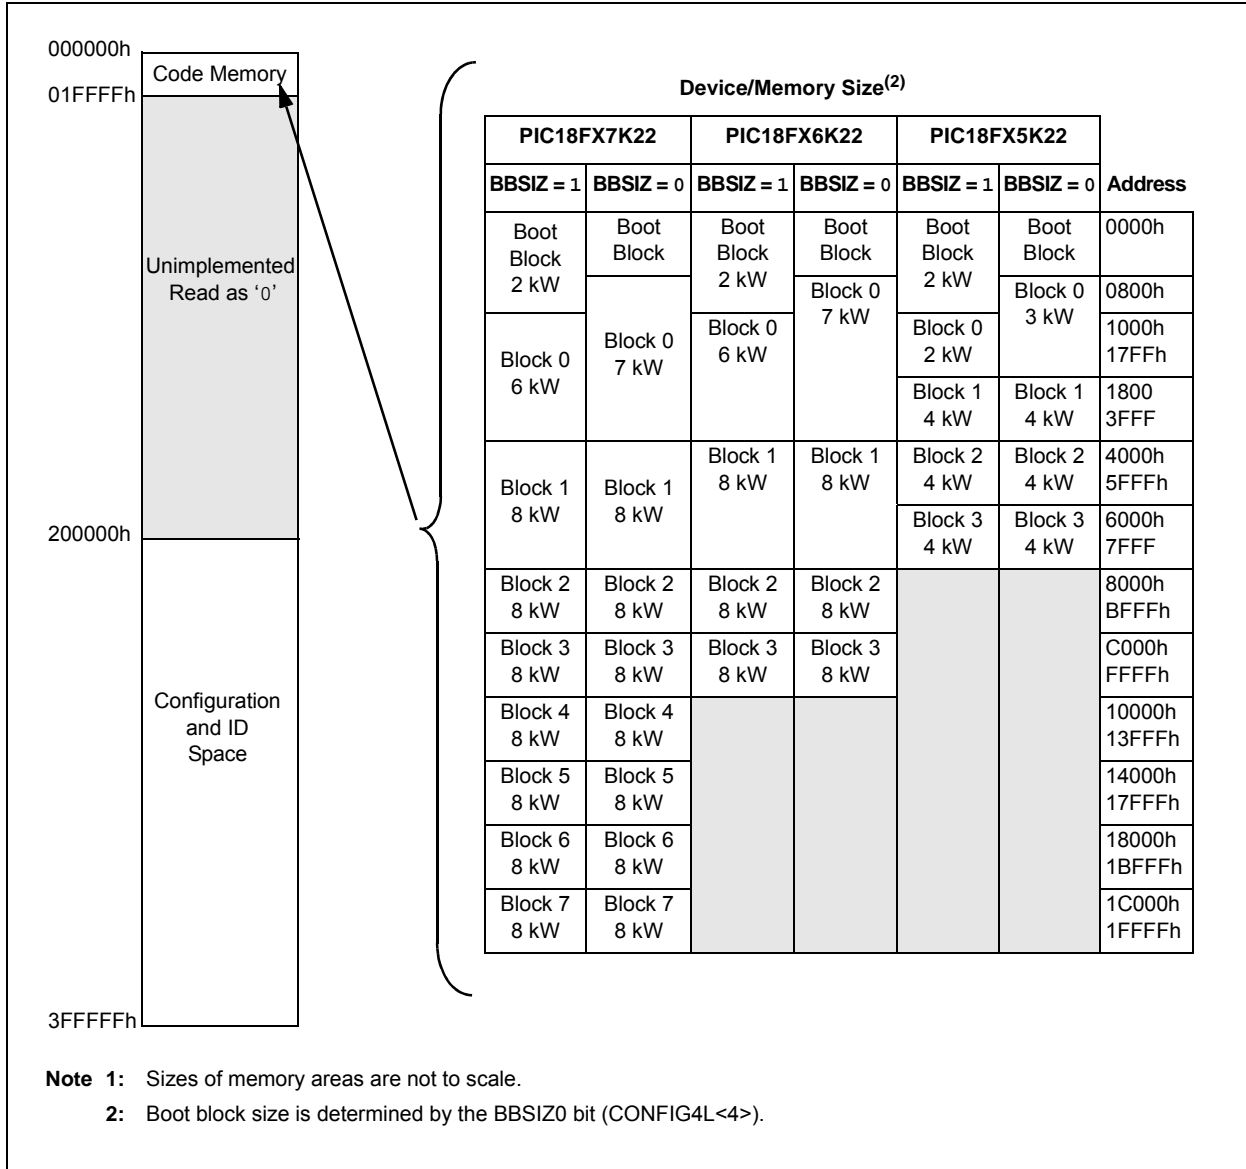 000000h
Code Memory
01FFFFh
Unimplemented
Read as ‘0’
200000h
Configuration
and ID
Space
3FFFFFh
Device/Memory Size(2)
PIC18FX7K22 PIC18FX6K22 PIC18FX5K22
BBSIZ = 1 BBSIZ = 0 BBSIZ = 1 BBSIZ = 0 BBSIZ = 1 BBSIZ = 0 Address
Boot Boot Boot Boot Boot Boot 0000h
Block Block Block Block Block Block
2 kW 2 kW 2 kW
Block 0 Block 0 0800h
7 kW 3 kW
Block 0 Block 0 Block 0 Block 0 1000h
6 kW 7 kW 6 kW 2 kW 17FFh
Block 1 Block 1 1800
4 kW 4 kW 3FFF
Block 1 Block 1 Block 1 Block 1 Block 2 Block 2 4000h
8 kW 8 kW 8 kW 8 kW 4 kW 4 kW 5FFFh
Block 3 Block 3 6000h
4 kW 4 kW 7FFF
Block 2 Block 2 Block 2 Block 2 8000h
8 kW 8 kW 8 kW 8 kW BFFFh
Block 3 Block 3 Block 3 Block 3 C000h
8 kW 8 kW 8 kW 8 kW FFFFh
Block 4 Block 4 10000h
8 kW 8 kW 13FFFh
Block 5 Block 5 14000h
8 kW 8 kW 17FFFh
Block 6 Block 6 18000h
8 kW 8 kW 1BFFFh
Block 7 Block 7 1C000h
8 kW 8 kW 1FFFFh
Note 1: Sizes of memory areas are not to scale.
2: Boot block size is determined by the BBSIZ0 bit (CONFIG4L<4>).